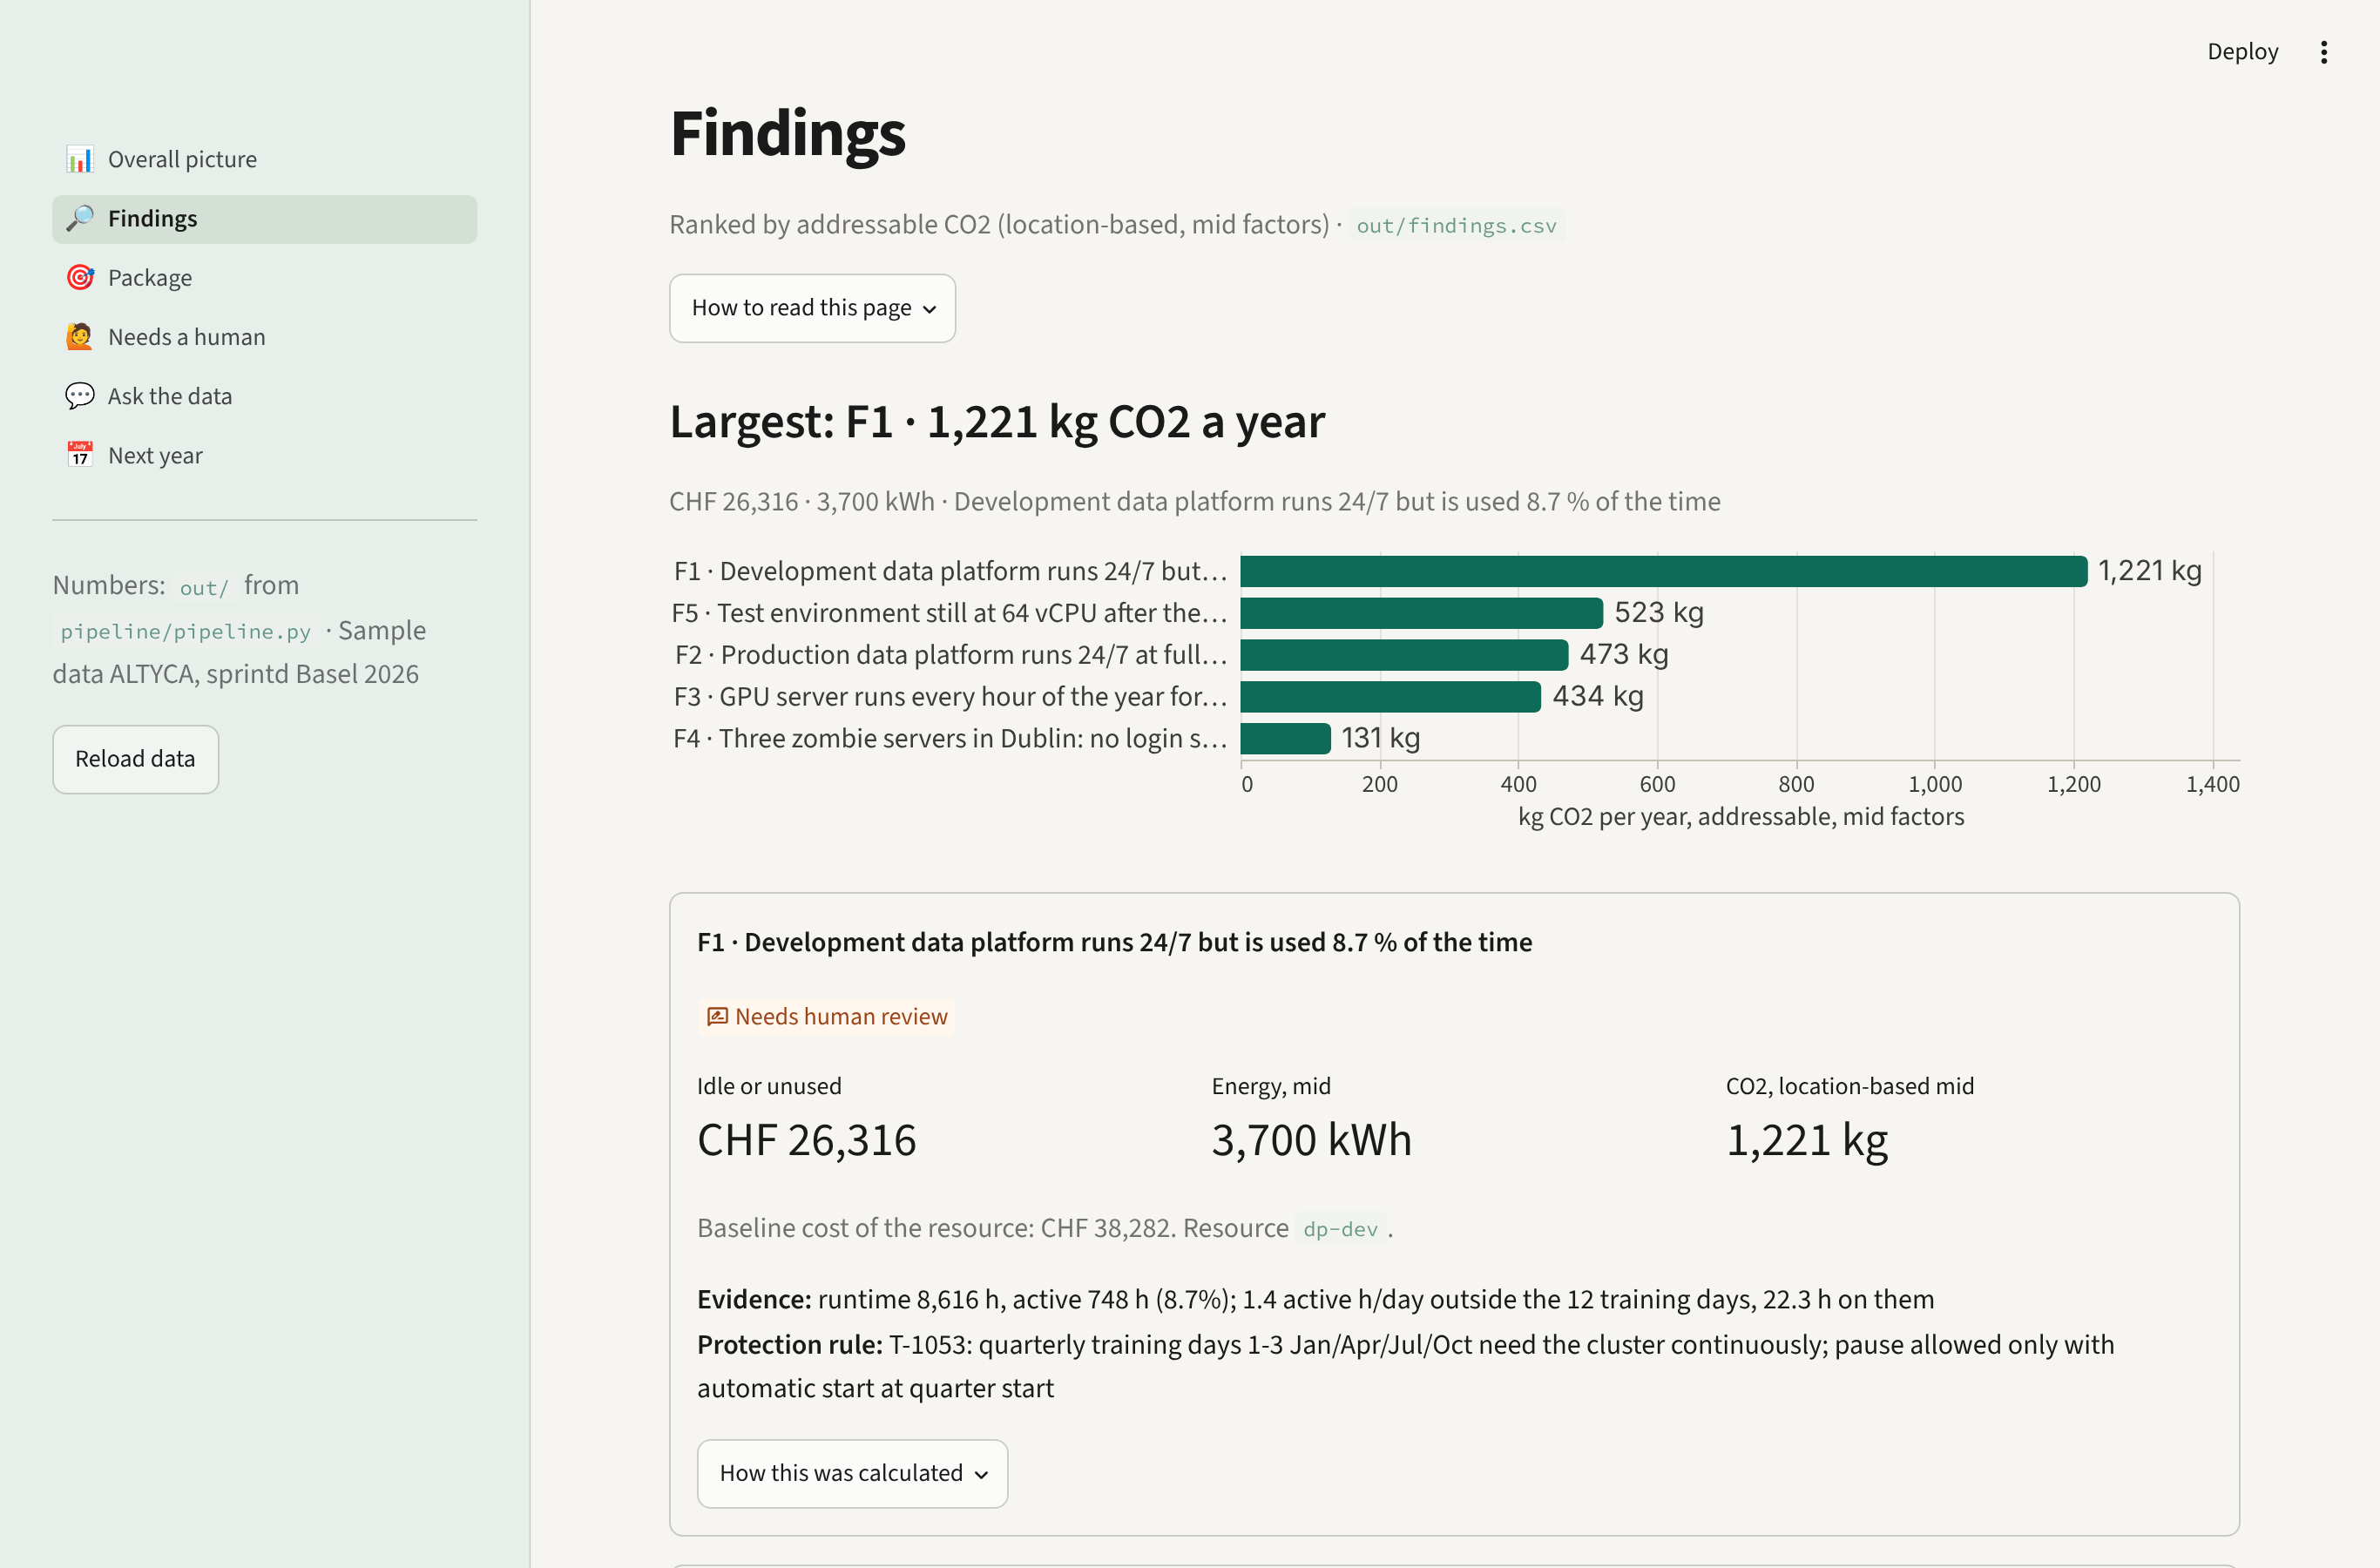 Deploy
Overall picture
Findings
Package
Needs a human
Ask the data
Next year
Numbers: out/ from
pipeline/pipeline.py · Sample
data ALTYCA, sprintd Basel 2026
Reload data
Findings
Ranked by addressable CO2 (location-based, mid factors) · out/findings.csv
How to read this page
Largest: F1 · 1,221 kg CO2 a year
CHF 26,316 · 3,700 kWh · Development data platform runs 24/7 but is used 8.7 % of the time
F1 · Development data platform runs 24/7 but… 1,221 kg
F5 · Test environment still at 64 vCPU after the… 523 kg
F2 · Production data platform runs 24/7 at full… 473 kg
F3 · GPU server runs every hour of the year for… 434 kg
F4 · Three zombie servers in Dublin: no login s… 131 kg
0 200 400 600 800 1,000 1,200 1,400
kg CO2 per year, addressable, mid factors
F1 · Development data platform runs 24/7 but is used 8.7 % of the time
Needs human review
Idle or unused Energy, mid CO2, location-based mid
CHF 26,316 3,700 kWh 1,221 kg
Baseline cost of the resource: CHF 38,282. Resource dp-dev.
Evidence: runtime 8,616 h, active 748 h (8.7%); 1.4 active h/day outside the 12 training days, 22.3 h on them
Protection rule: T-1053: quarterly training days 1-3 Jan/Apr/Jul/Oct need the cluster continuously; pause allowed only with
automatic start at quarter start
How this was calculated